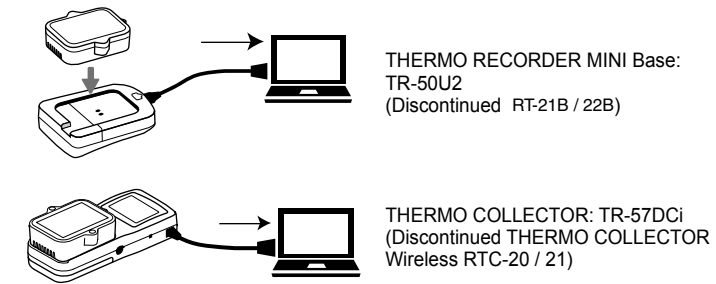 THERMO RECORDER MINI Base:
TR-50U2
(Discontinued RT-21B / 22B)
THERMO COLLECTOR: TR-57DCi
(Discontinued THERMO COLLECTOR
Wireless RTC-20 / 21)